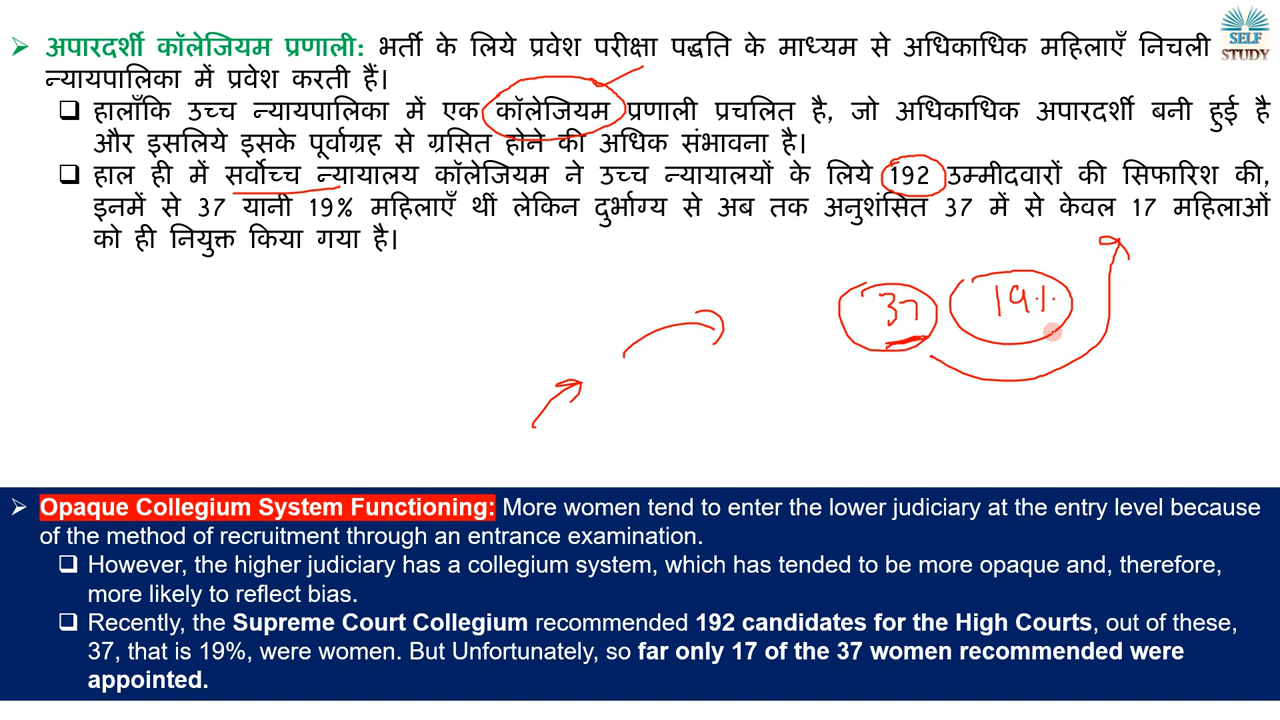 ➢ अपारदर्शी कॉलेजियम प्रणाली: भर्ती के लिये प्रवेश परीक्षा पद्धति के माध्यम से अधिकाधिक महिलाएँ निचली
न्यायपालिका में प्रवेश करती हैं।
❑ हालाँकि उच्च न्यायपालिका में एक कॉलेजियम प्रणाली प्रचलित है, जो अधिकाधिक अपारदर्शी बनी हुई है
और इसलिये इसके पूर्वाग्रह से ग्रसित होने की अधिक संभावना है।
❑ हाल ही में सर्वोच्च न्यायालय कॉलेजियम ने उच्च न्यायालयों के लिये 192 उम्मीदवारों की सिफारिश की,
इनमें से 37 यानी 19% महिलाएँ थीं लेकिन दुर्भाग्य से अब तक अनुशंसित 37 में से केवल 17 महिलाओं
को ही नियुक्त किया गया है।
SELF
STUDY
37 19%
➢ Opaque Collegium System Functioning: More women tend to enter the lower judiciary at the entry level because
of the method of recruitment through an entrance examination.
❑ However, the higher judiciary has a collegium system, which has tended to be more opaque and, therefore,
more likely to reflect bias.
❑ Recently, the Supreme Court Collegium recommended 192 candidates for the High Courts, out of these,
37, that is 19%, were women. But Unfortunately, so far only 17 of the 37 women recommended were
appointed.